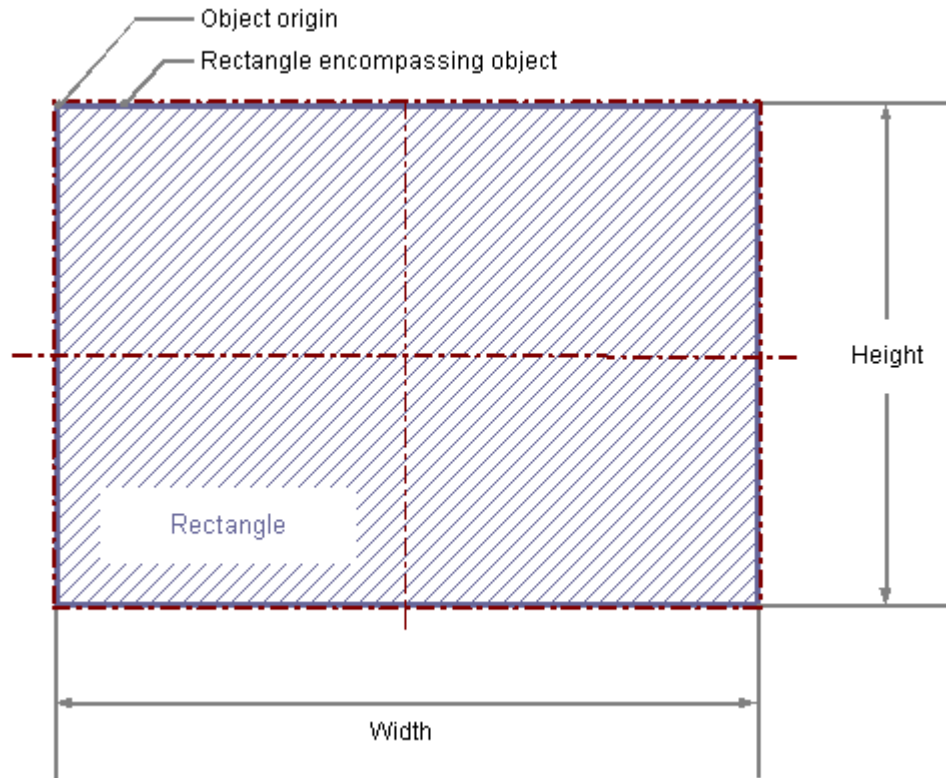 Object origin
Rectangle encompassing object
Height
Rectangle
Width